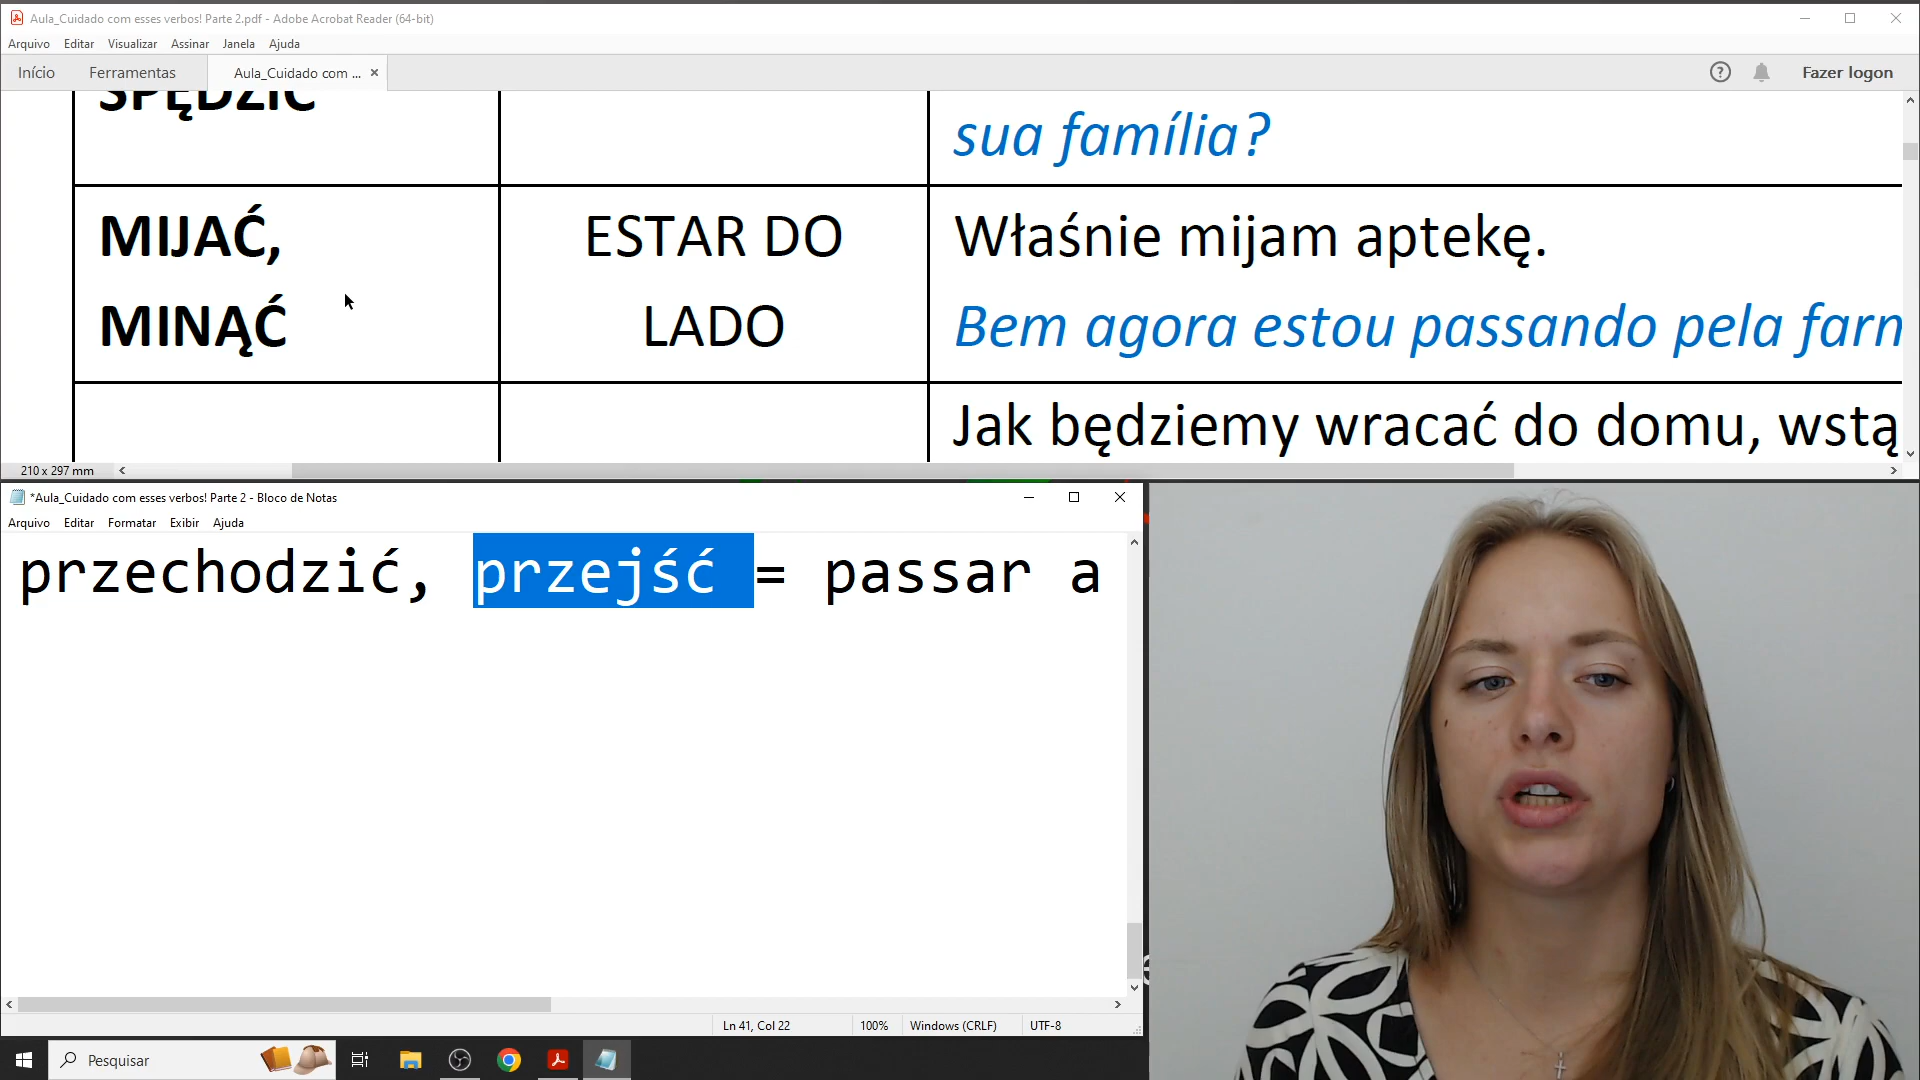 Aula_Cuidado com esses verbos! Parte 2.pdf - Adobe Acrobat Reader (64-bit)
Arquivo Editar Visualizar Assinar Janela Ajuda
Início Ferramentas Aula_Cuidado com ... × Fazer logon
SPĘDZIĆ
sua família?
MIJAĆ,
MINĄĆ
ESTAR DO
LADO
Właśnie mijam aptekę.
Bem agora estou passando pela
Jak będziemy wracać do domu,
210 x 297 mm
*Aula_Cuidado com esses verbos! Parte 2 - Bloco de Notas
Arquivo Editar Formatar Exibir Ajuda
przechodzić, przejść = passar a
Ln 41, Col 22 100% Windows (CRLF) UTF-8
Pesquisar